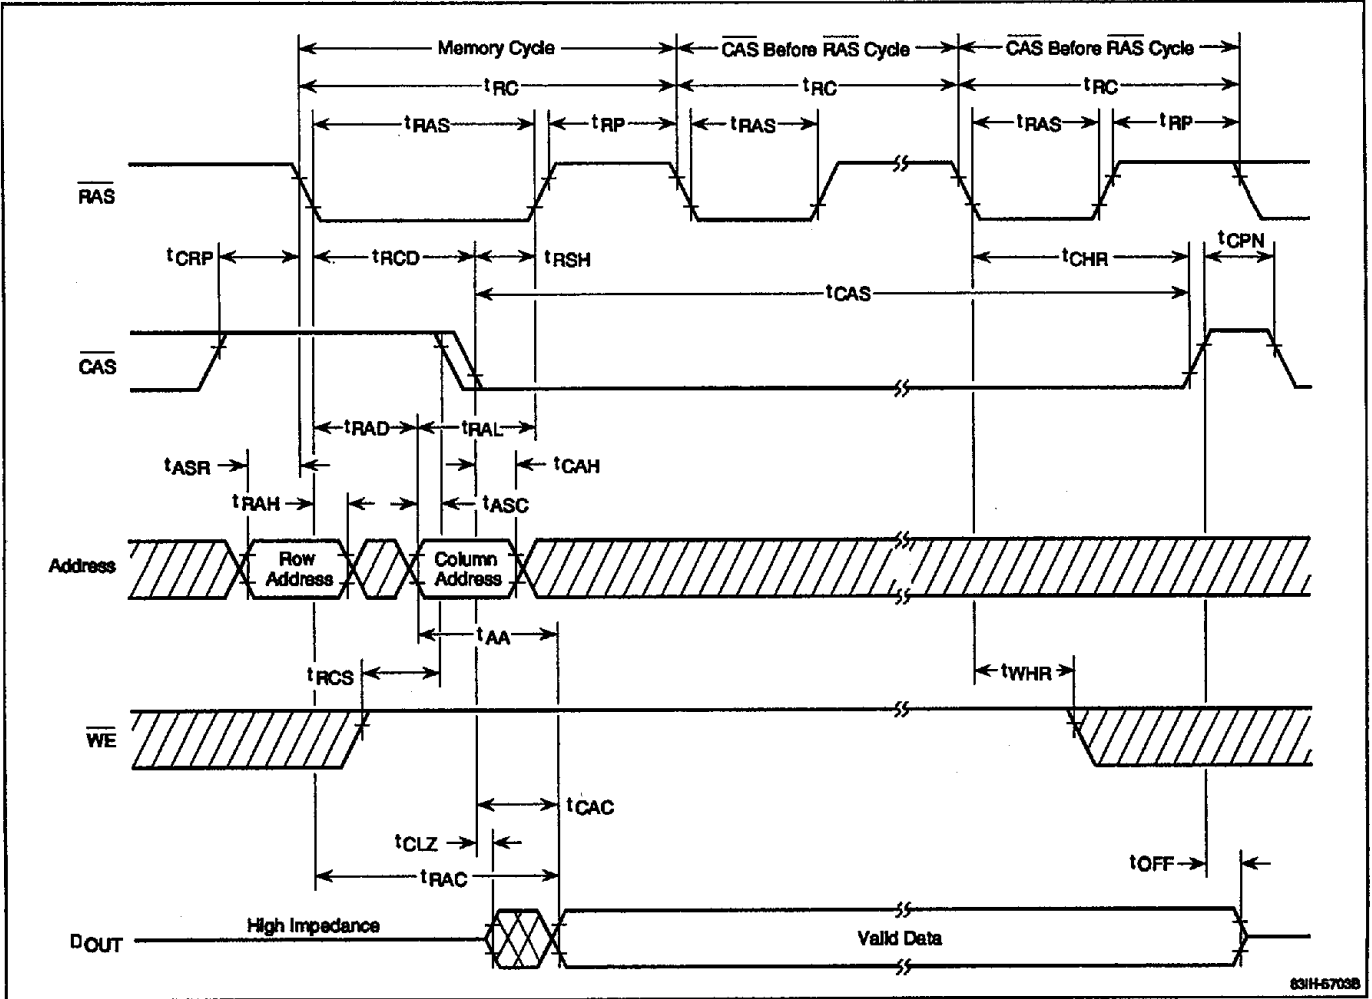 Memory Cycle
CAS Before RAS Cycle
CAS Before RAS Cycle
tRC
tRC
tRC
tRAS
tRP
tRAS
tRAS
tRP
RAS
tCRP
tRCD
tRSH
tCHR
tCPN
tCAS
CAS
tRAD
tRAL
tASR
tCAH
tRAH
tASC
Address
Row
Address
Column
Address
tAA
tRCS
tWHR
WE
tCAC
tCLZ
tOFF
tRAC
High Impedance
DOUT
Valid Data
83IH-6703B